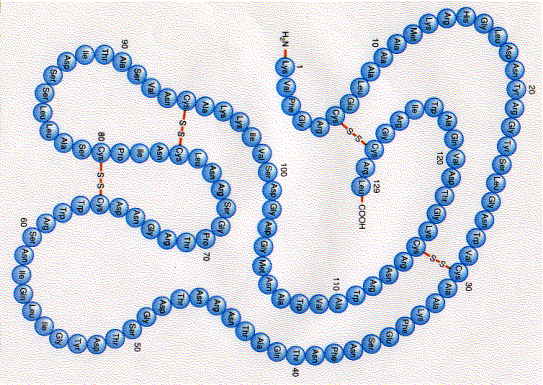 H₂N
1
Lys
Val
Phe
Gly
Arg
Cys
Glu
Leu
Ala
Ala
10
Ala
Met
Lys
Arg
His
Gly
Leu
Asp
Asn
Tyr
20
Arg
Gly
Tyr
Ser
Leu
Gly
Asn
Trp
Val
Cys
30
Ala
Ala
Lys
Phe
Glu
Ser
Asn
Phe
Asn
Thr
40
Gln
Ala
Thr
Asn
Arg
Asn
Thr
Asp
Gly
Ser
50
Thr
Asp
Tyr
Gly
Ile
Leu
Gln
Ile
Asn
Ser
60
Arg
Trp
Trp
Cys
Asp
Asn
Gly
Arg
Thr
Pro
70
Gly
Ser
Arg
Asn
Leu
Cys
Asn
Ile
Pro
Cys
80
Ser
Ala
Leu
Leu
Ser
Ser
Asp
Ile
Thr
Ala
90
Ser
Val
Asn
Cys
Ala
Lys
Lys
Ile
Val
Ser
100
Asp
Gly
Asp
Gly
Met
Asn
Ala
Trp
Val
Ala
110
Trp
Arg
Asn
Arg
Cys
Lys
Gly
Thr
Asp
Val
120
Gln
Ala
Trp
Ile
Arg
Gly
Cys
Arg
Leu
129
COOH
S-S
S-S
S-S
S-S